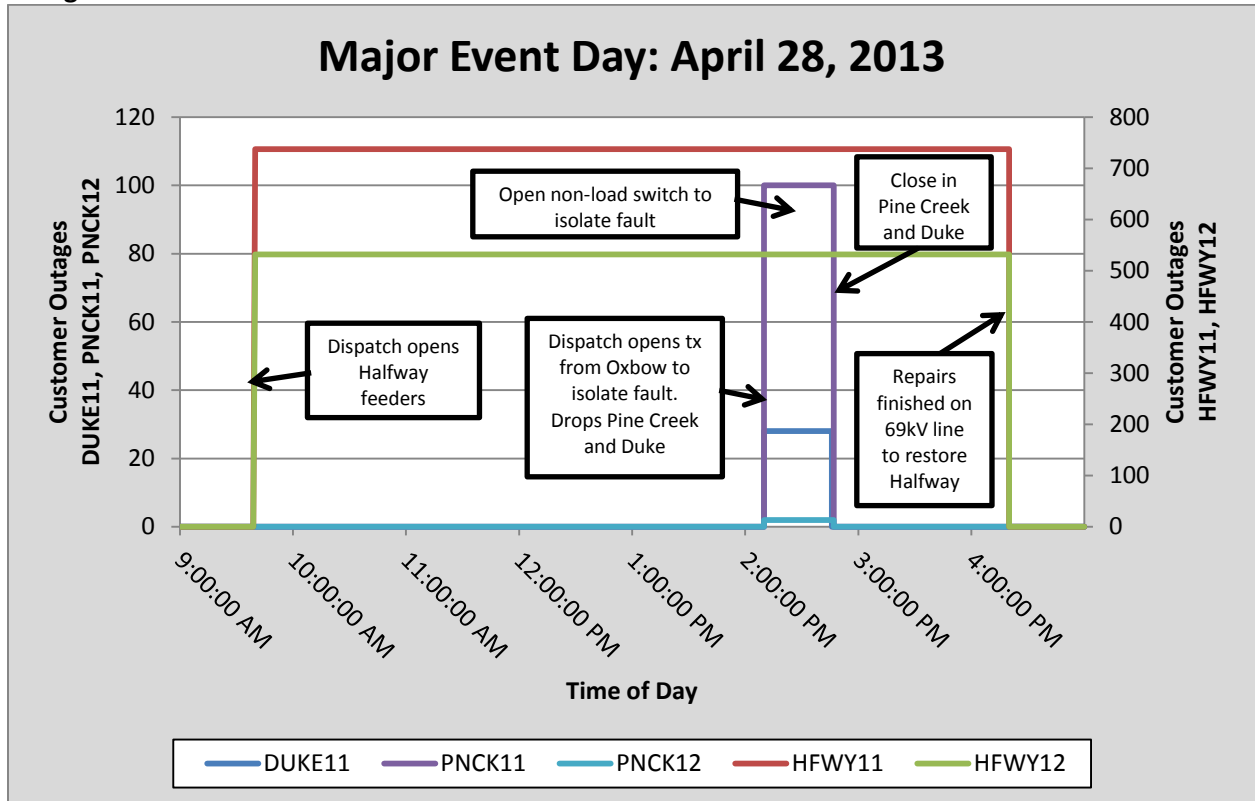 Major Event Day: April 28, 2013
Customer Outages
DUKE11, PNCK11, PNCK12
120
100
80
60
40
20
0
Open non-load switch to
isolate fault
Close in
Pine Creek
and Duke
Dispatch opens
Halfway
feeders
Dispatch opens tx
from Oxbow to
isolate fault.
Drops Pine Creek
and Duke
Repairs
finished on
69kV line
to restore
Halfway
800
700
600
500
400
300
200
100
0
Customer Outages
HFWY11, HFWY12
9:00:00 AM
10:00:00 AM
11:00:00 AM
12:00:00 PM
1:00:00 PM
2:00:00 PM
3:00:00 PM
4:00:00 PM
Time of Day
DUKE11
PNCK11
PNCK12
HFWY11
HFWY12